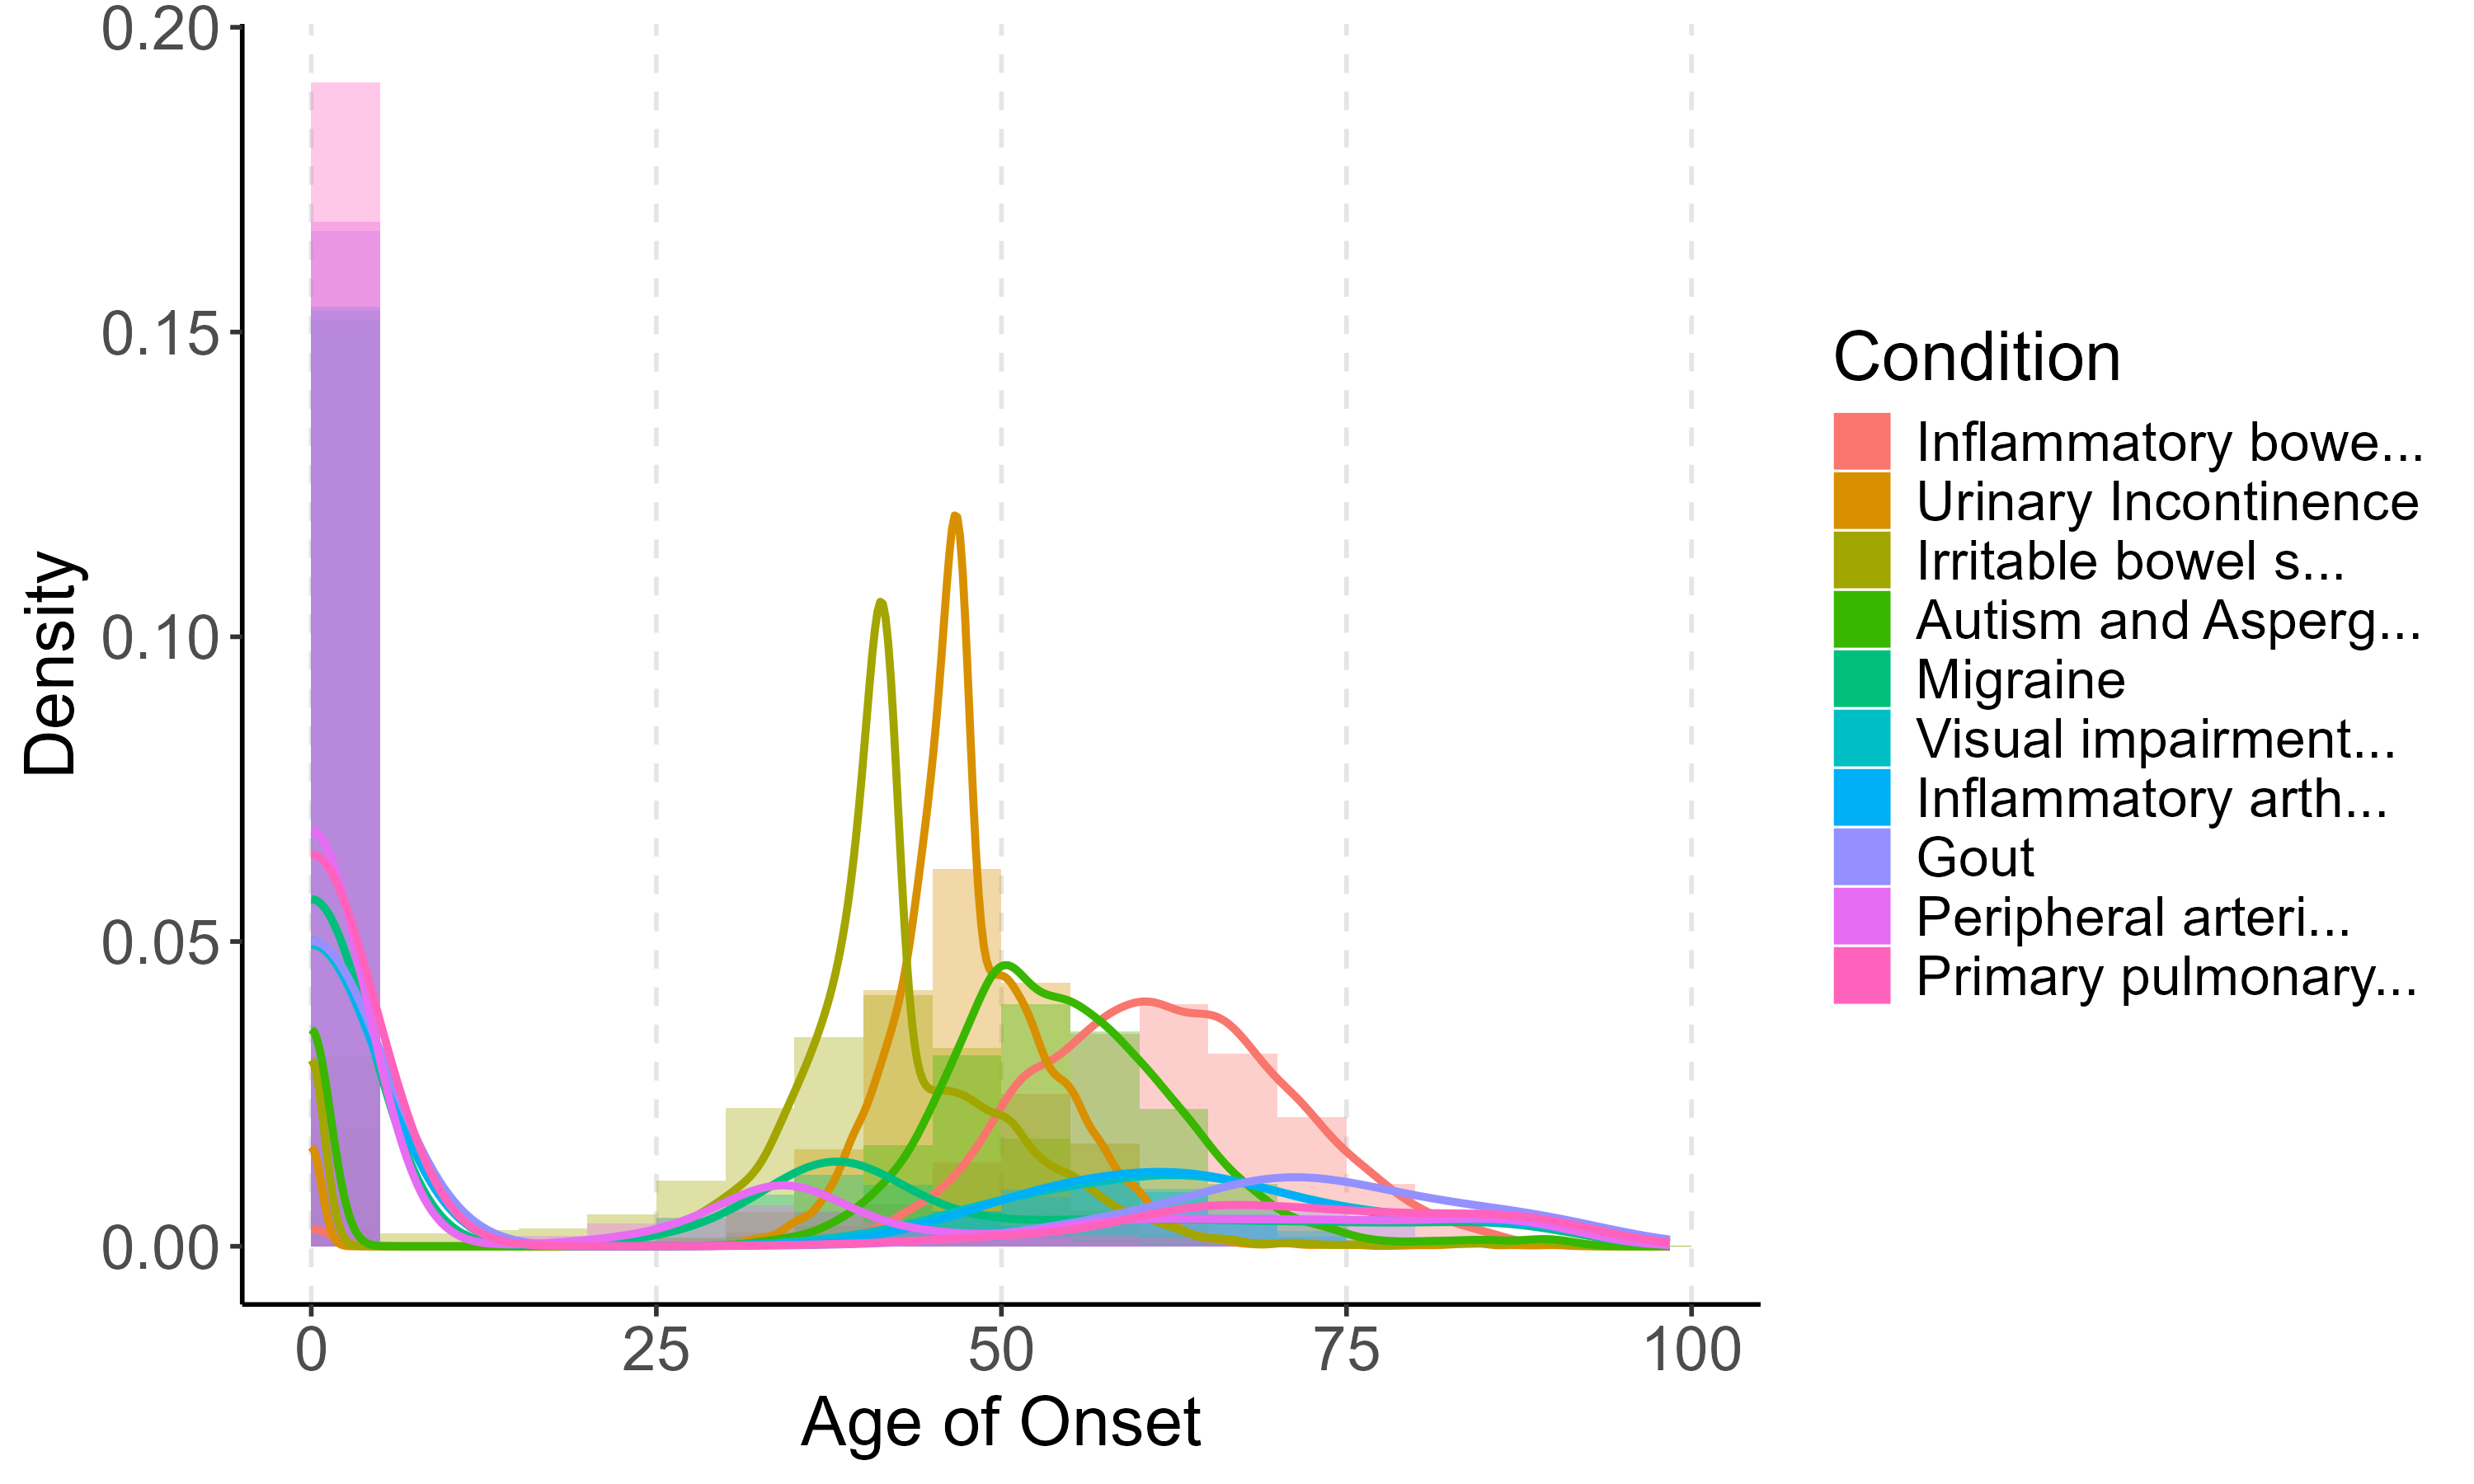 0.20
0.15
0.10
0.05
0.00
Density
0 25 50 75 100
Age of Onset
Condition
Inflammatory bowe...
Urinary Incontinence
Irritable bowel s...
Autism and Asperg...
Migraine
Visual impairment...
Inflammatory arth...
Gout
Peripheral arteri...
Primary pulmonary...